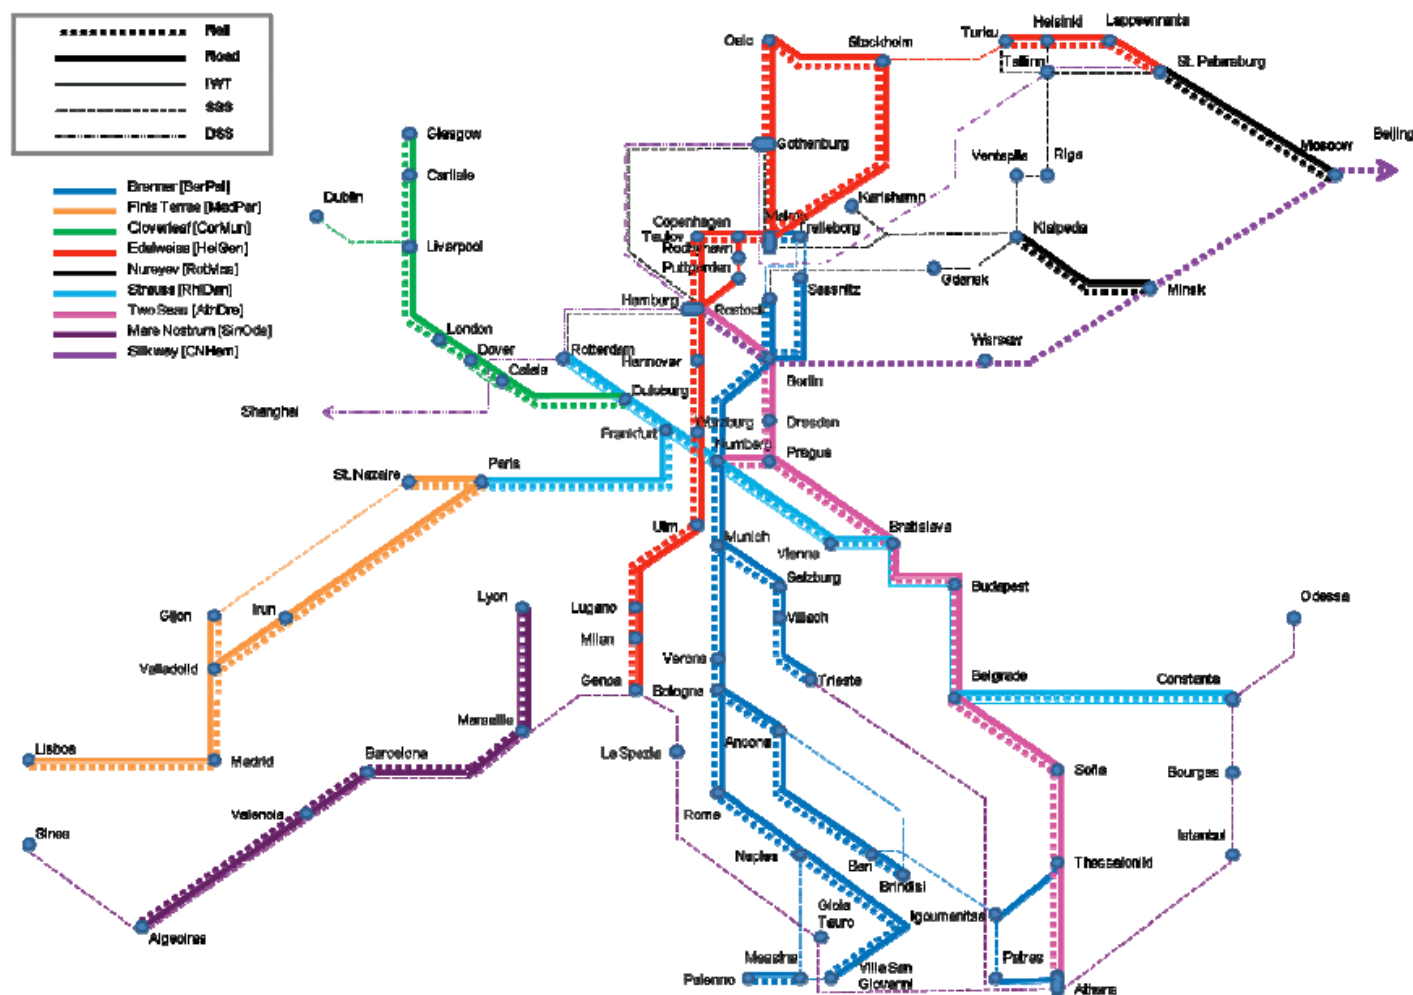 Rail
Road
IWT
SSS
DSS
Brenner [BerPal]
Finis Terrae [MadPar]
Cloverleaf [CorMun]
Edelweiss [HelGen]
Nureyev [RotMos]
Strauss [RhiDan]
Two Seas [AthDre]
Mare Nostrum [SinOde]
Silkway [CNHam]
Oslo
Stockholm
Turku
Helsinki
Lappeenranta
Tallinn
St. Petersburg
Glasgow
Gothenburg
Moscow
Beijing
Carlisle
Ventspils
Riga
Dublin
Karlshamp
Liverpool
Copenhagen
Malmö
Taulov
Trelleborg
Klaipeda
Rodbyhavn
Puttgarden
Sassnitz
Gdansk
Minsk
Hamburg
Rostock
London
Dover
Rotterdam
Hannover
Warsaw
Calais
Berlin
Duisburg
Shanghai
Frankfurt
Würzburg
Dresden
Nurnberg
Prague
St. Nazaire
Paris
Ulm
Munich
Vienna
Bratislava
Salzburg
Budapest
Gijon
Irun
Lyon
Lugano
Villach
Odessa
Milan
Valladolid
Verona
Genoa
Bologna
Trieste
Belgrade
Constanta
Marseille
Lisboa
Madrid
Barcelona
La Spezia
Ancona
Sofia
Bourgas
Valencia
Rome
Sines
Istanbul
Naples
Bari
Brindisi
Thessaloniki
Algeciras
Gioia
Tauro
Igoumenitsa
Messina
Palermo
Villa San
Giovanni
Patras
Athens